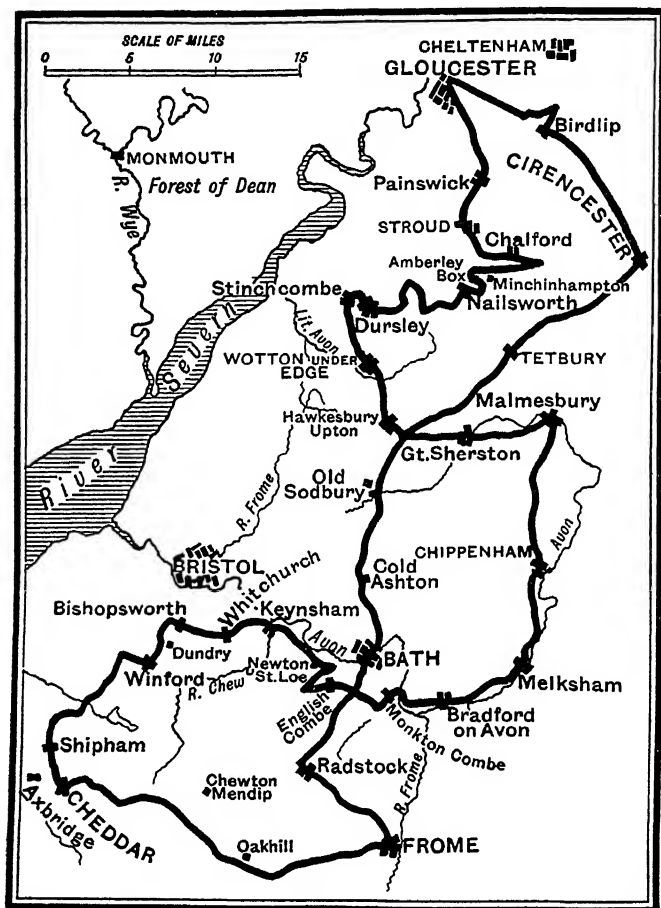 SCALE OF MILES
0 5 10 15
CHELTENHAM
GLOUCESTER
Birdlip
MONMOUTH
Forest of Dean
R. Wye
Painswick
CIRENCESTER
STROUD
Chalford
Amberley
Box
Minchinhampton
Nailsworth
Stinchcombe
Dursley
River Severn
Lit. Avon
WOTTON UNDER
EDGE
TETBURY
Malmesbury
Hawkesbury
Upton
Gt. Sherston
Old
Sodbury
R. Frome
Avon
CHIPPENHAM
BRISTOL
Cold
Ashton
Whitchurch
Bishopsworth
Keynsham
Dundry
Avon
BATH
Winford
R. Chew
Newton
St. Loe
Melksham
English
Combe
Monkton Combe
Bradford
on Avon
Shipham
Radstock
R. Frome
Chewton
Mendip
CHEDDAR
Axbridge
Oakhill
FROME